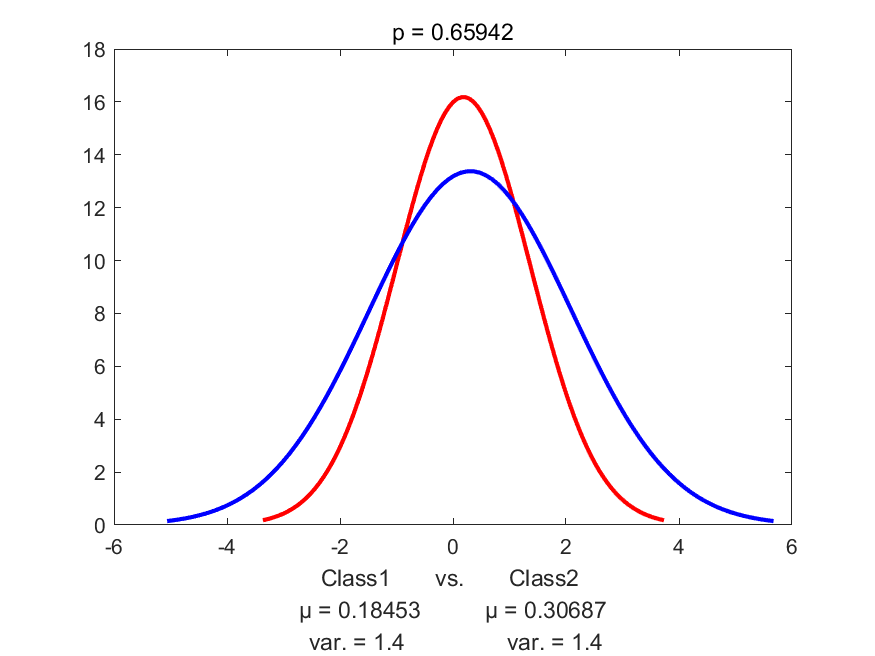 p = 0.65942
18
16
14
12
10
8
6
4
2
0
-6 -4 -2 0 2 4 6
Class1 vs. Class2
μ = 0.18453 μ = 0.30687
var. = 1.4 var. = 1.4